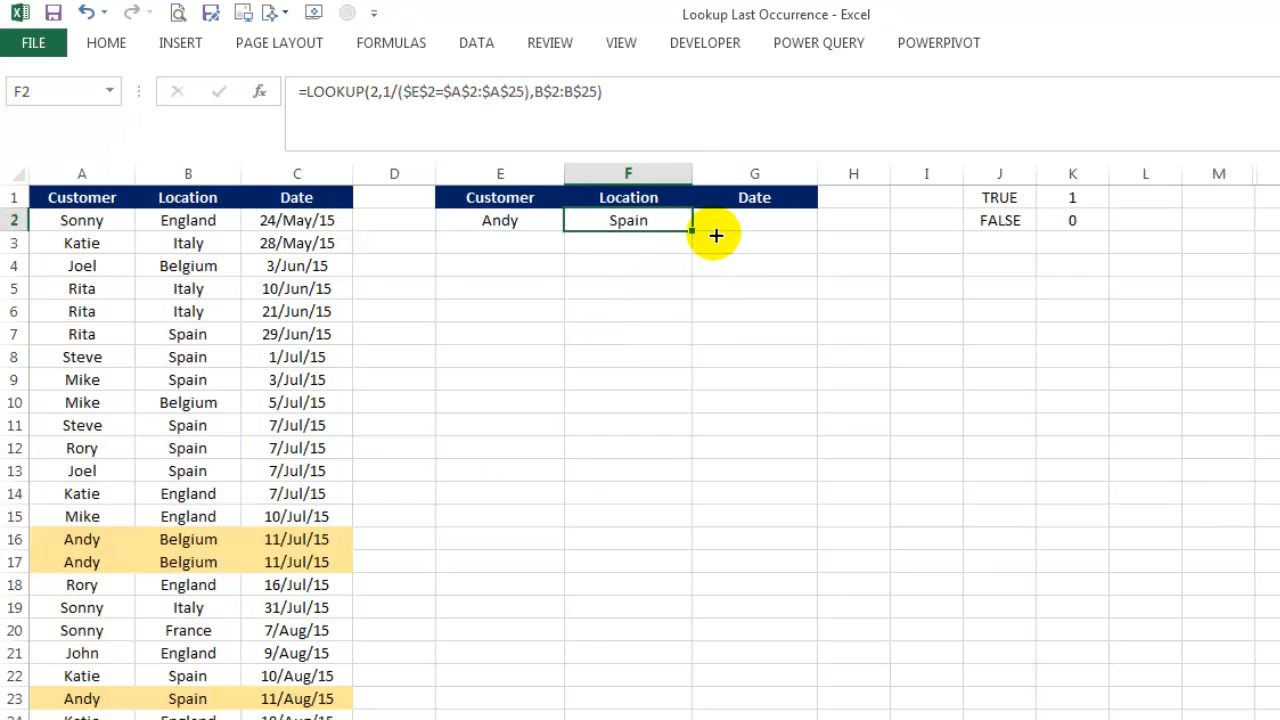 Lookup Last Occurrence - Excel
FILE HOME INSERT PAGE LAYOUT FORMULAS DATA REVIEW VIEW DEVELOPER POWER QUERY POWERPIVOT
F2 fx =LOOKUP(2,1/($E$2=$A$2:$A$25),B$2:B$25)
A B C D E F G H I J K L M
1 Customer Location Date Customer Location Date TRUE 1
2 Sonny England 24/May/15 Andy Spain FALSE 0
3 Katie Italy 28/May/15
4 Joel Belgium 3/Jun/15
5 Rita Italy 10/Jun/15
6 Rita Italy 21/Jun/15
7 Rita Spain 29/Jun/15
8 Steve Spain 1/Jul/15
9 Mike Spain 3/Jul/15
10 Mike Belgium 5/Jul/15
11 Steve Spain 7/Jul/15
12 Rory Spain 7/Jul/15
13 Joel Spain 7/Jul/15
14 Katie England 7/Jul/15
15 Mike England 10/Jul/15
16 Andy Belgium 11/Jul/15
17 Andy Belgium 11/Jul/15
18 Rory England 16/Jul/15
19 Sonny Italy 31/Jul/15
20 Sonny France 7/Aug/15
21 John England 9/Aug/15
22 Katie Spain 10/Aug/15
23 Andy Spain 11/Aug/15